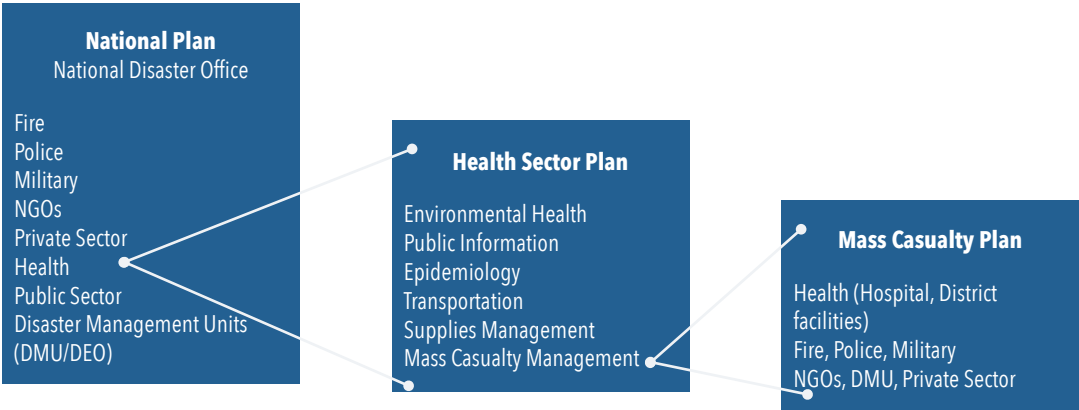 National Plan
National Disaster Office
Fire
Police
Military
NGOs
Private Sector
Health
Public Sector
Disaster Management Units
(DMU/DEO)
Health Sector Plan
Environmental Health
Public Information
Epidemiology
Transportation
Supplies Management
Mass Casualty Management
Mass Casualty Plan
Health (Hospital, District
facilities)
Fire, Police, Military
NGOs, DMU, Private Sector